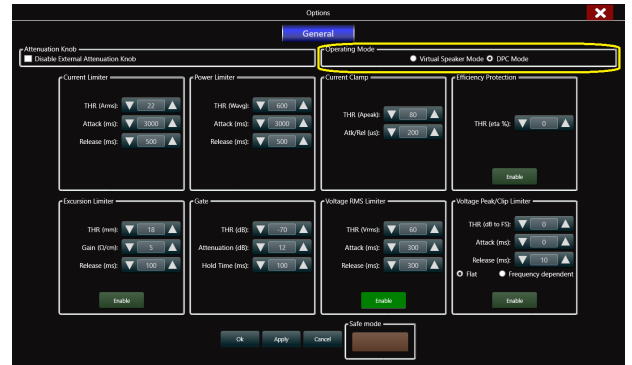 Options
General
Attenuation Knob
Disable External Attenuation Knob
Operating Mode
Virtual Speaker Mode DPC Mode
Current Limiter
THR (Arms): 22
Attack (ms): 3000
Release (ms): 500
Power Limiter
THR (Wavg): 600
Attack (ms): 3000
Release (ms): 500
Current Clamp
THR (Apeak): 80
Atk/Rel (us): 200
Efficiency Protection
THR (eta %): 0
Enable
Excursion Limiter
THR (mm): 18
Gain (Ω/cm): 5
Release (ms): 100
Enable
Gate
THR (dB): -70
Attenuation (dB): 12
Hold Time (ms): 100
Voltage RMS Limiter
THR (Vrms): 60
Attack (ms): 300
Release (ms): 300
Enable
Voltage Peak/Clip Limiter
THR (dB to FS): 0
Attack (ms): 0
Release (ms): 10
Flat Frequency dependent
Enable
Ok Apply Cancel
Safe mode